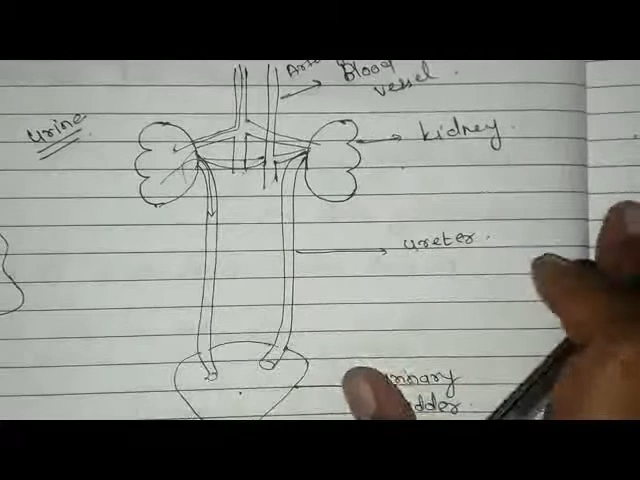 Blood
vessel.
urine
kidney.
ureter.